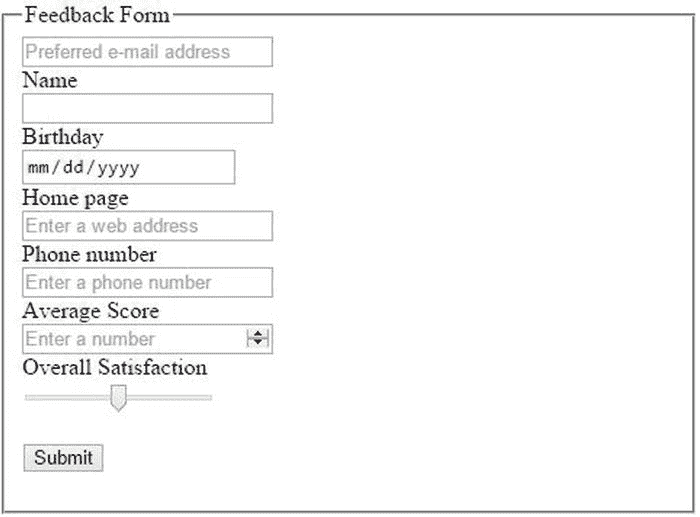 Feedback Form
Preferred e-mail address
Name
Birthday
mm/dd/yyyy
Home page
Enter a web address
Phone number
Enter a phone number
Average Score
Enter a number
Overall Satisfaction
Submit